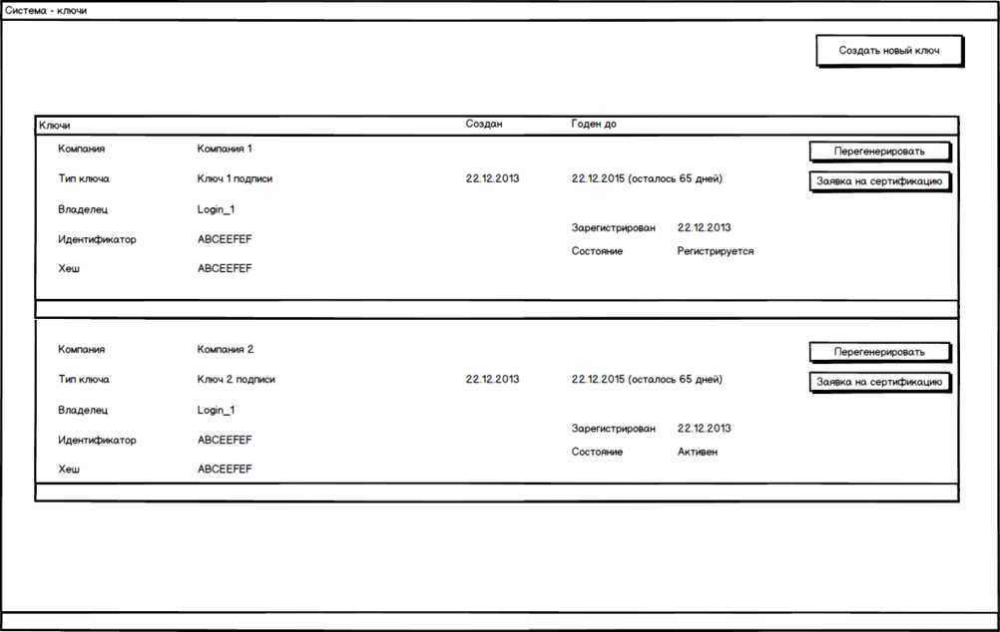 Система - ключи
Создать новый ключ
Ключи Создан Годен до
Компания Компания 1 Перегенерировать
Тип ключа Ключ 1 подписи 22.12.2013 22.12.2015 (осталось 65 дней) Заявка на сертификацию
Владелец Login_1
Зарегистрирован 22.12.2013
Идентификатор ABCEEFEF
Состояние Регистрируется
Хеш ABCEEFEF
Компания Компания 2 Перегенерировать
Тип ключа Ключ 2 подписи 22.12.2013 22.12.2015 (осталось 65 дней) Заявка на сертификацию
Владелец Login_1
Зарегистрирован 22.12.2013
Идентификатор ABCEEFEF
Состояние Активен
Хеш ABCEEFEF